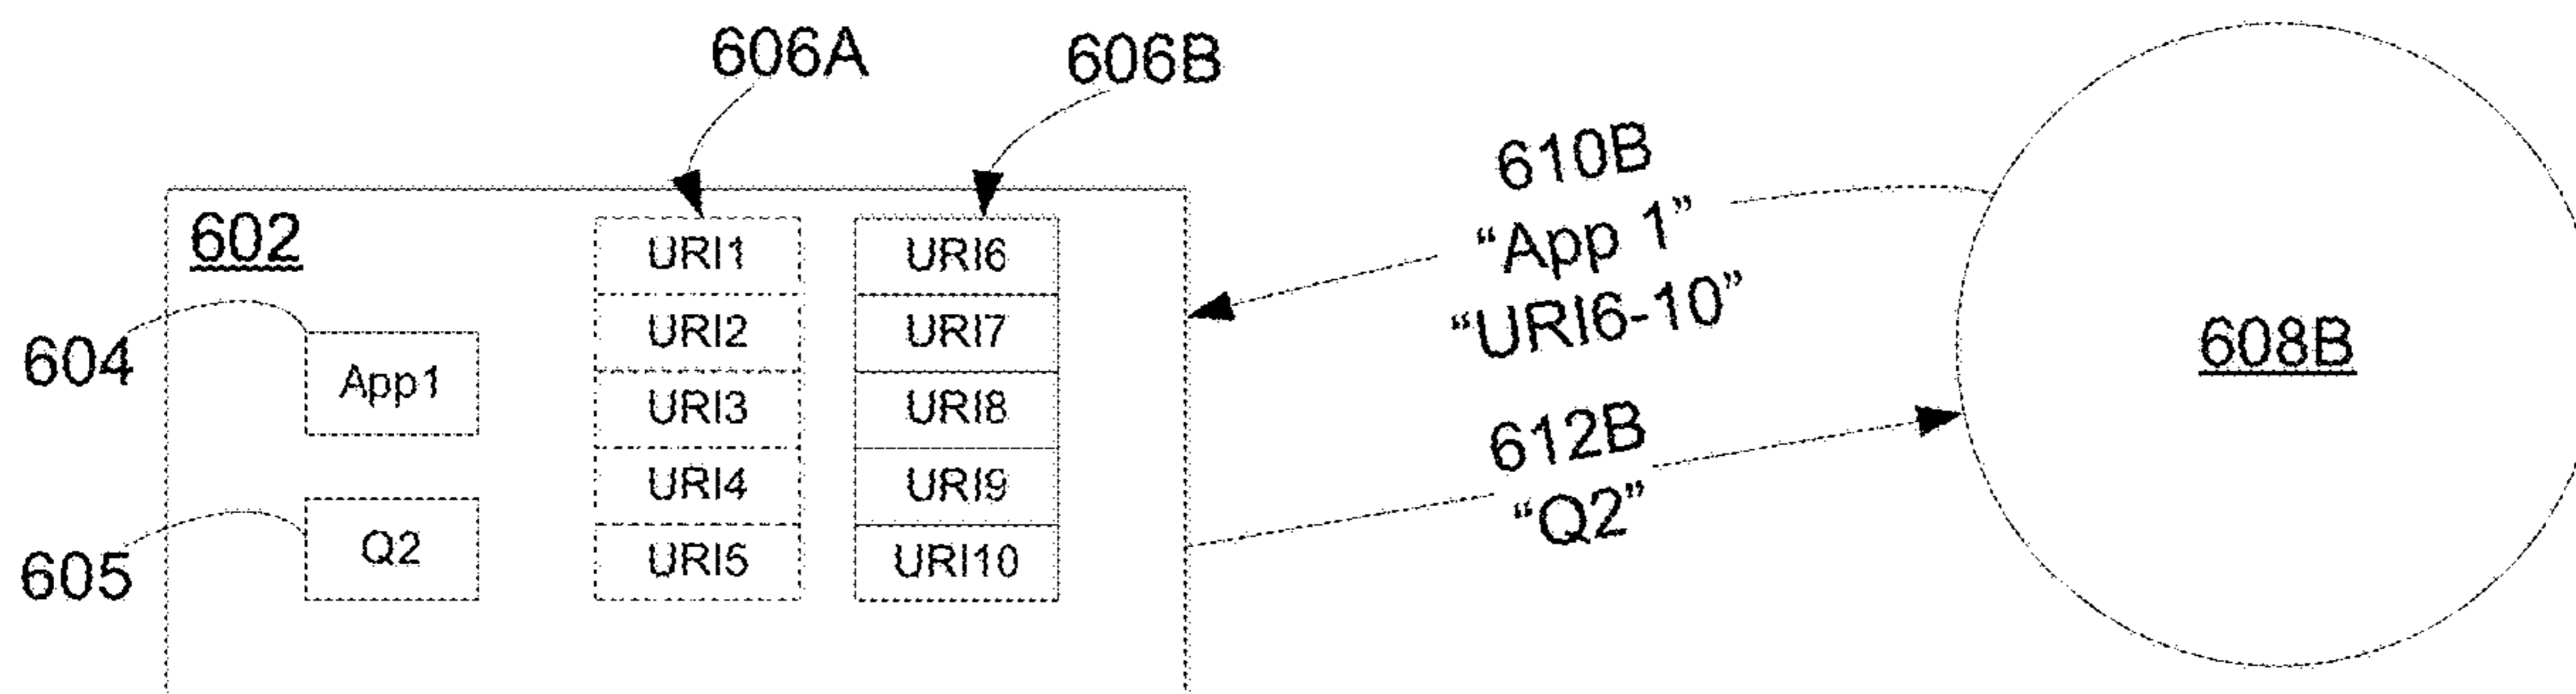 606A
606B
602
604
App1
605
Q2
URI1
URI2
URI3
URI4
URI5
URI6
URI7
URI8
URI9
URI10
610B
“App 1”
“URI6-10”
612B
“Q2”
608B